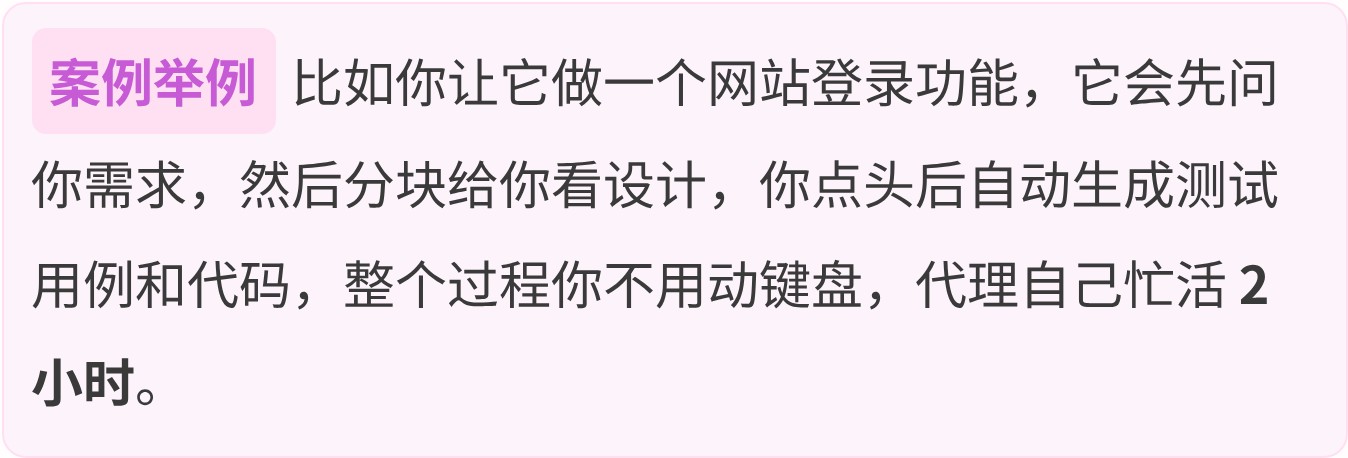 案例举例 比如你让它做一个网站登录功能，它会先问
你需求，然后分块给你看设计，你点头后自动生成测试
用例和代码，整个过程你不用动键盘，代理自己忙活 2
小时。